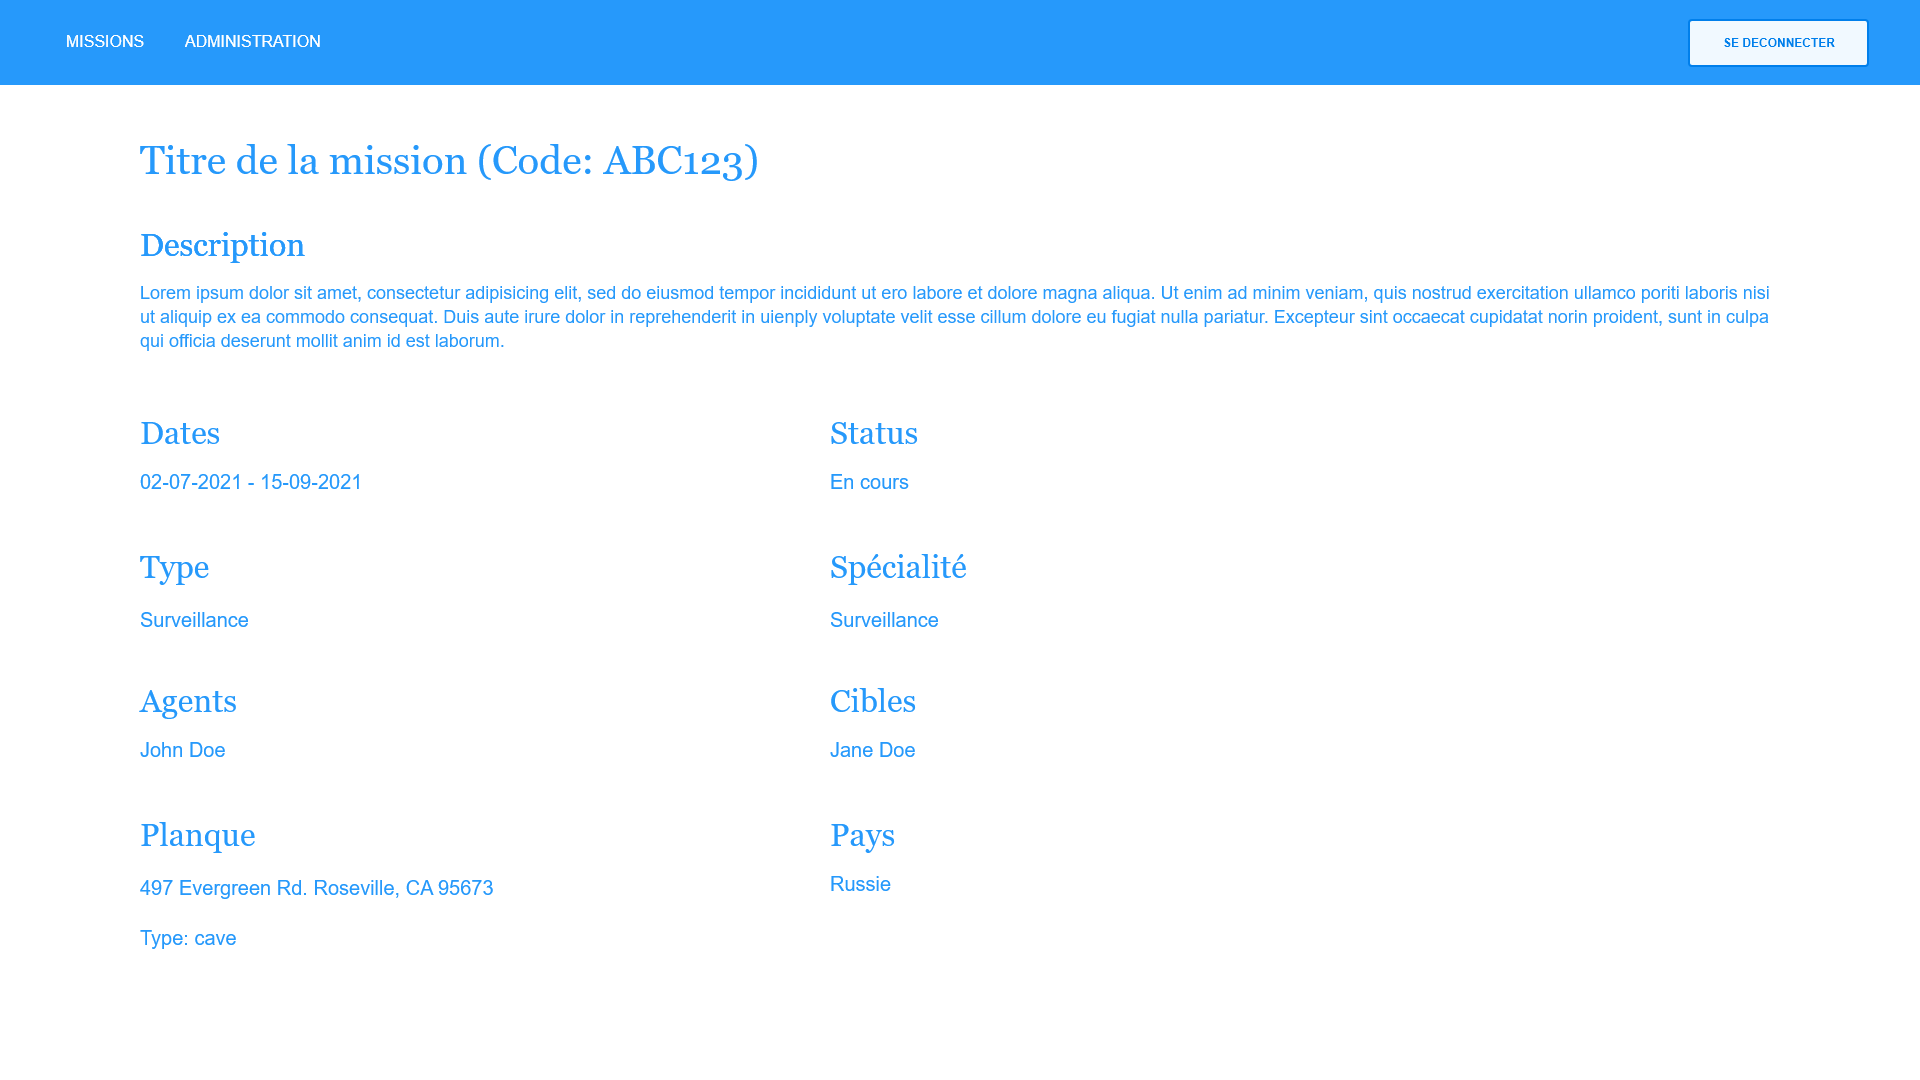 MISSIONS
ADMINISTRATION
SE DECONNECTER
Titre de la mission (Code: ABC123)
Description
Lorem ipsum dolor sit amet, consectetur adipisicing elit, sed do eiusmod tempor incididunt ut ero labore et dolore magna aliqua. Ut enim ad minim veniam, quis nostrud exercitation ullamco poriti laboris nisi
ut aliquip ex ea commodo consequat. Duis aute irure dolor in reprehenderit in uienply voluptate velit esse cillum dolore eu fugiat nulla pariatur. Excepteur sint occaecat cupidatat norin proident, sunt in culpa
qui officia deserunt mollit anim id est laborum.
Dates
02-07-2021 - 15-09-2021
Status
En cours
Type
Surveillance
Spécialité
Surveillance
Agents
John Doe
Cibles
Jane Doe
Planque
497 Evergreen Rd. Roseville, CA 95673
Type: cave
Pays
Russie